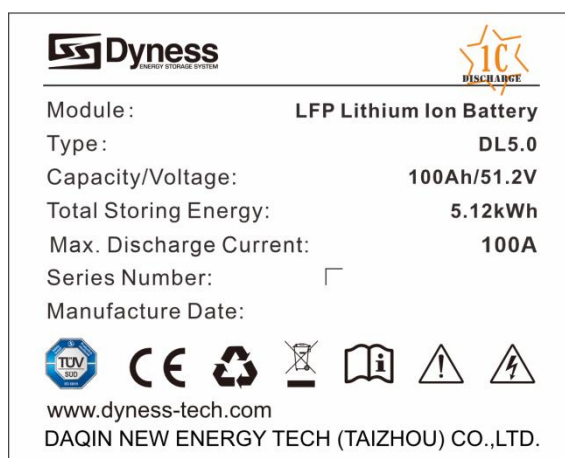 Dyness
ENERGY STORAGE SYSTEM
1C
DISCHARGE
Module: LFP Lithium Ion Battery
Type: DL5.0
Capacity/Voltage: 100Ah/51.2V
Total Storing Energy: 5.12kWh
Max. Discharge Current: 100A
Series Number:
Manufacture Date:
TÜV
SÜD
CE
i
www.dyness-tech.com
DAQIN NEW ENERGY TECH (TAIZHOU) CO.,LTD.